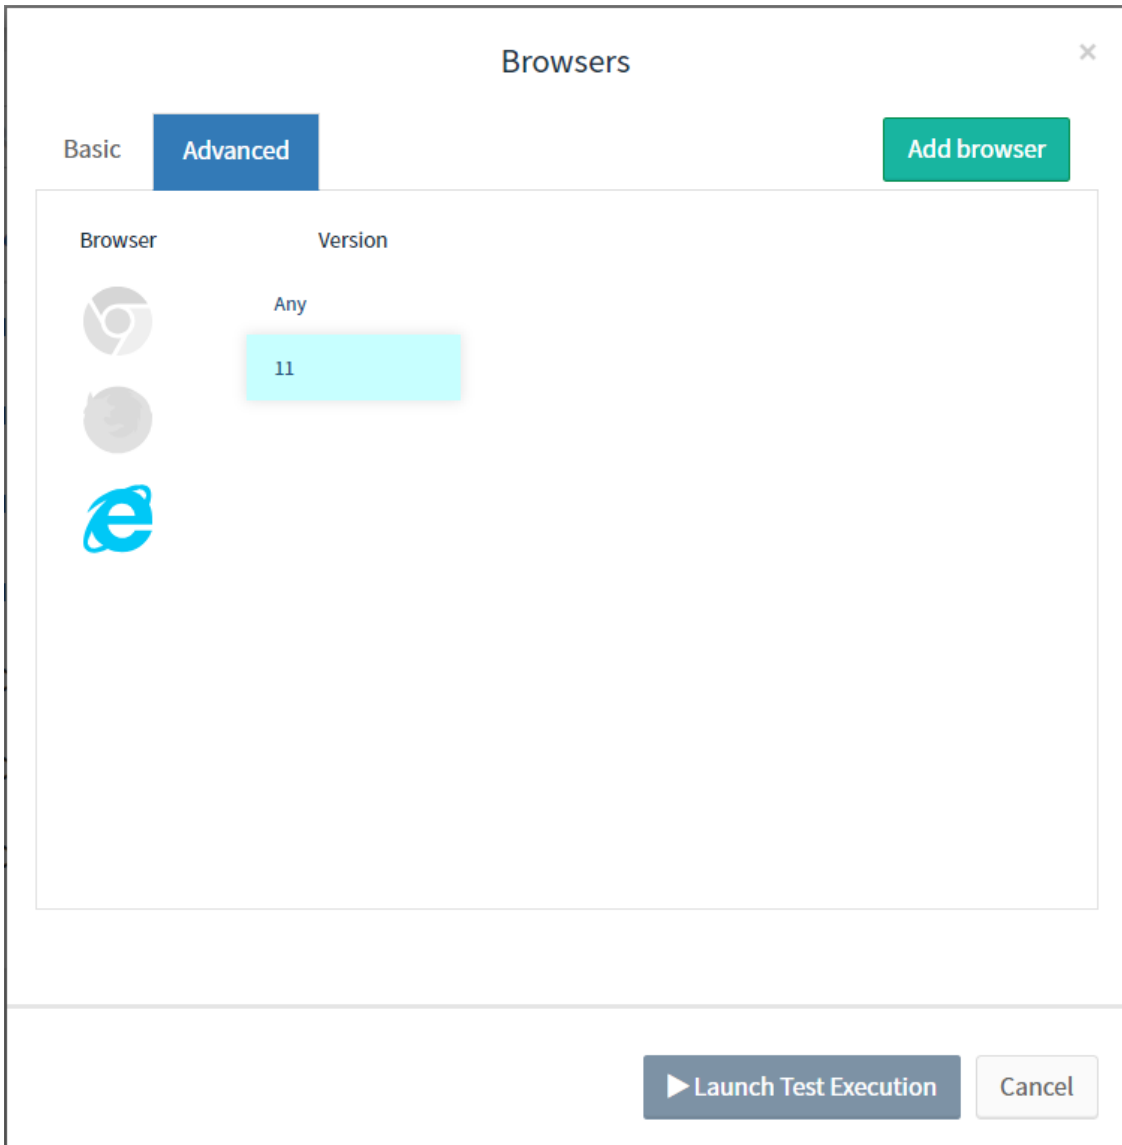 Browsers
×
Basic
Advanced
Add browser
Browser
Version
Any
11
Launch Test Execution
Cancel